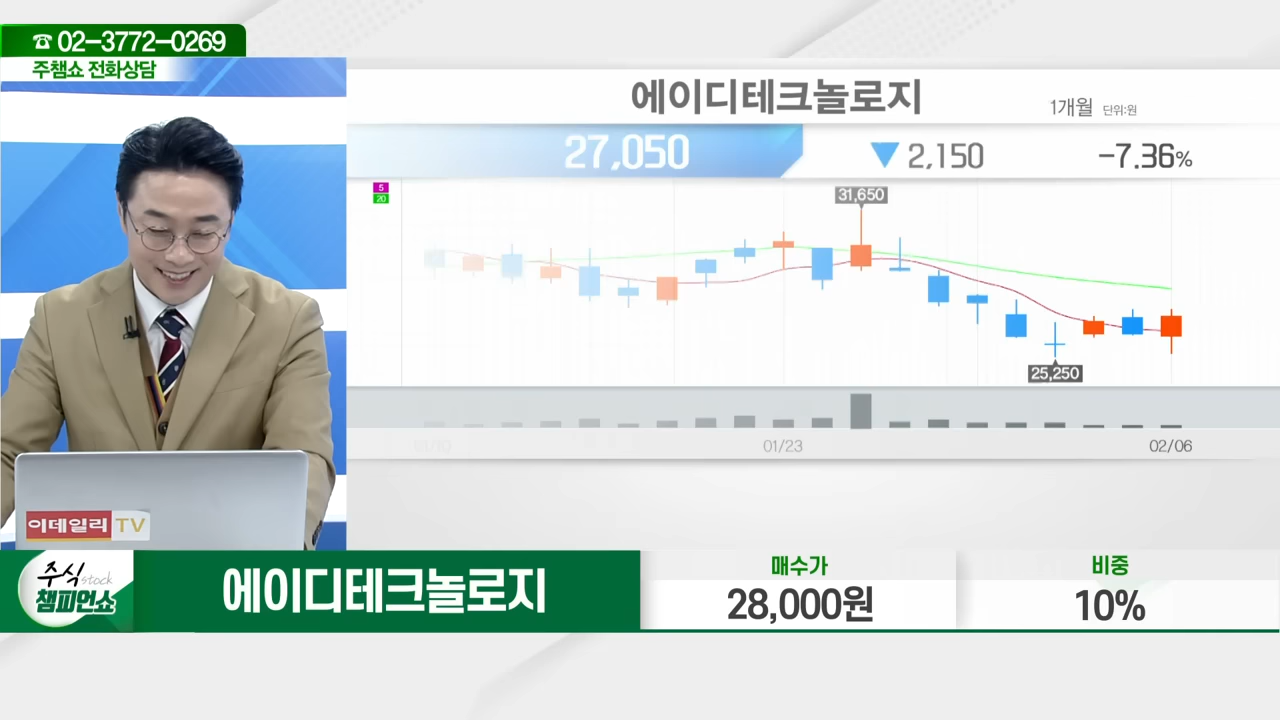 ☎ 02-3772-0269
주챔쇼 전화상담
에이디테크놀로지
1개월 단위:원
27,050 ▼ 2,150 -7.36%
5
20
31,650
25,250
01/23 02/06
이데일리 TV
주식 stock
챔피언쇼
에이디테크놀로지
매수가
28,000원
비중
10%